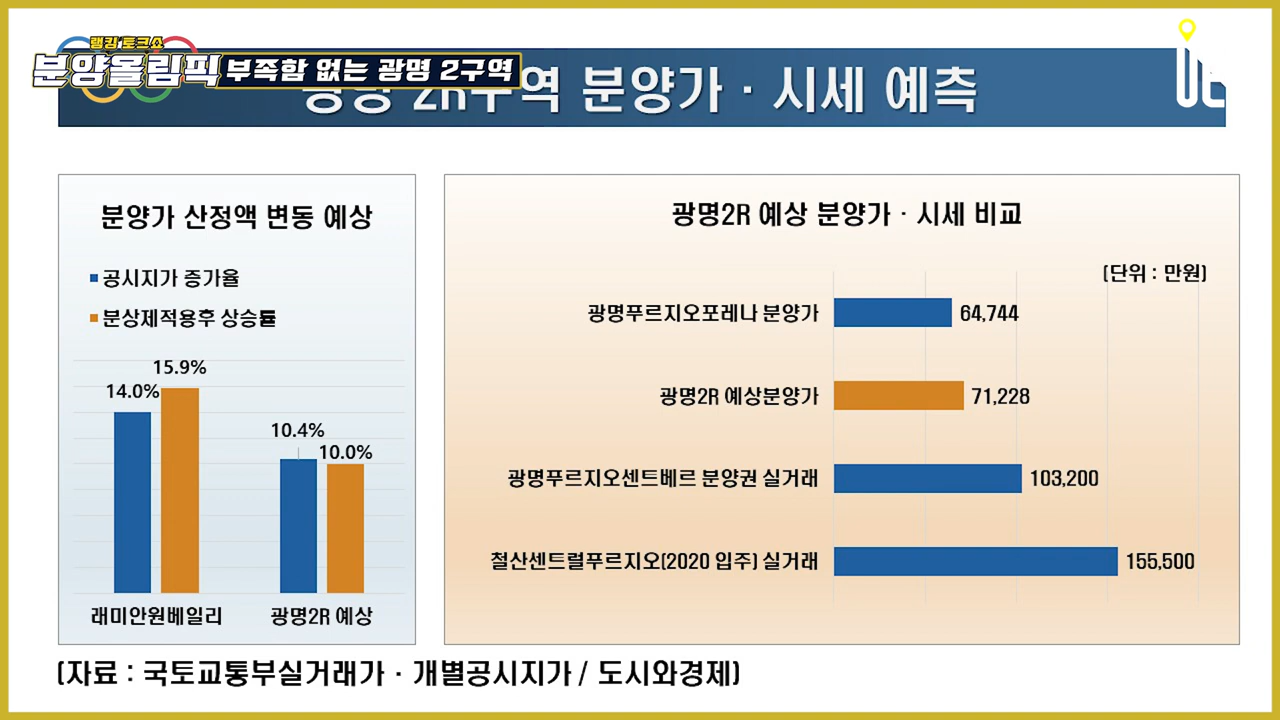 랭킹 토크쇼
분양올림픽 부족함 없는 광명 2구역
광명 2R구역 분양가 · 시세 예측
분양가 산정액 변동 예상
공시지가 증가율
분상제적용후 상승률
15.9%
14.0%
10.4%
10.0%
래미안원베일리
광명2R 예상
광명2R 예상 분양가 · 시세 비교
(단위 : 만원)
광명푸르지오포레나 분양가 64,744
광명2R 예상분양가 71,228
광명푸르지오센트베르 분양권 실거래 103,200
철산센트럴푸르지오(2020 입주) 실거래 155,500
(자료 : 국토교통부실거래가 · 개별공시지가 / 도시와경제)